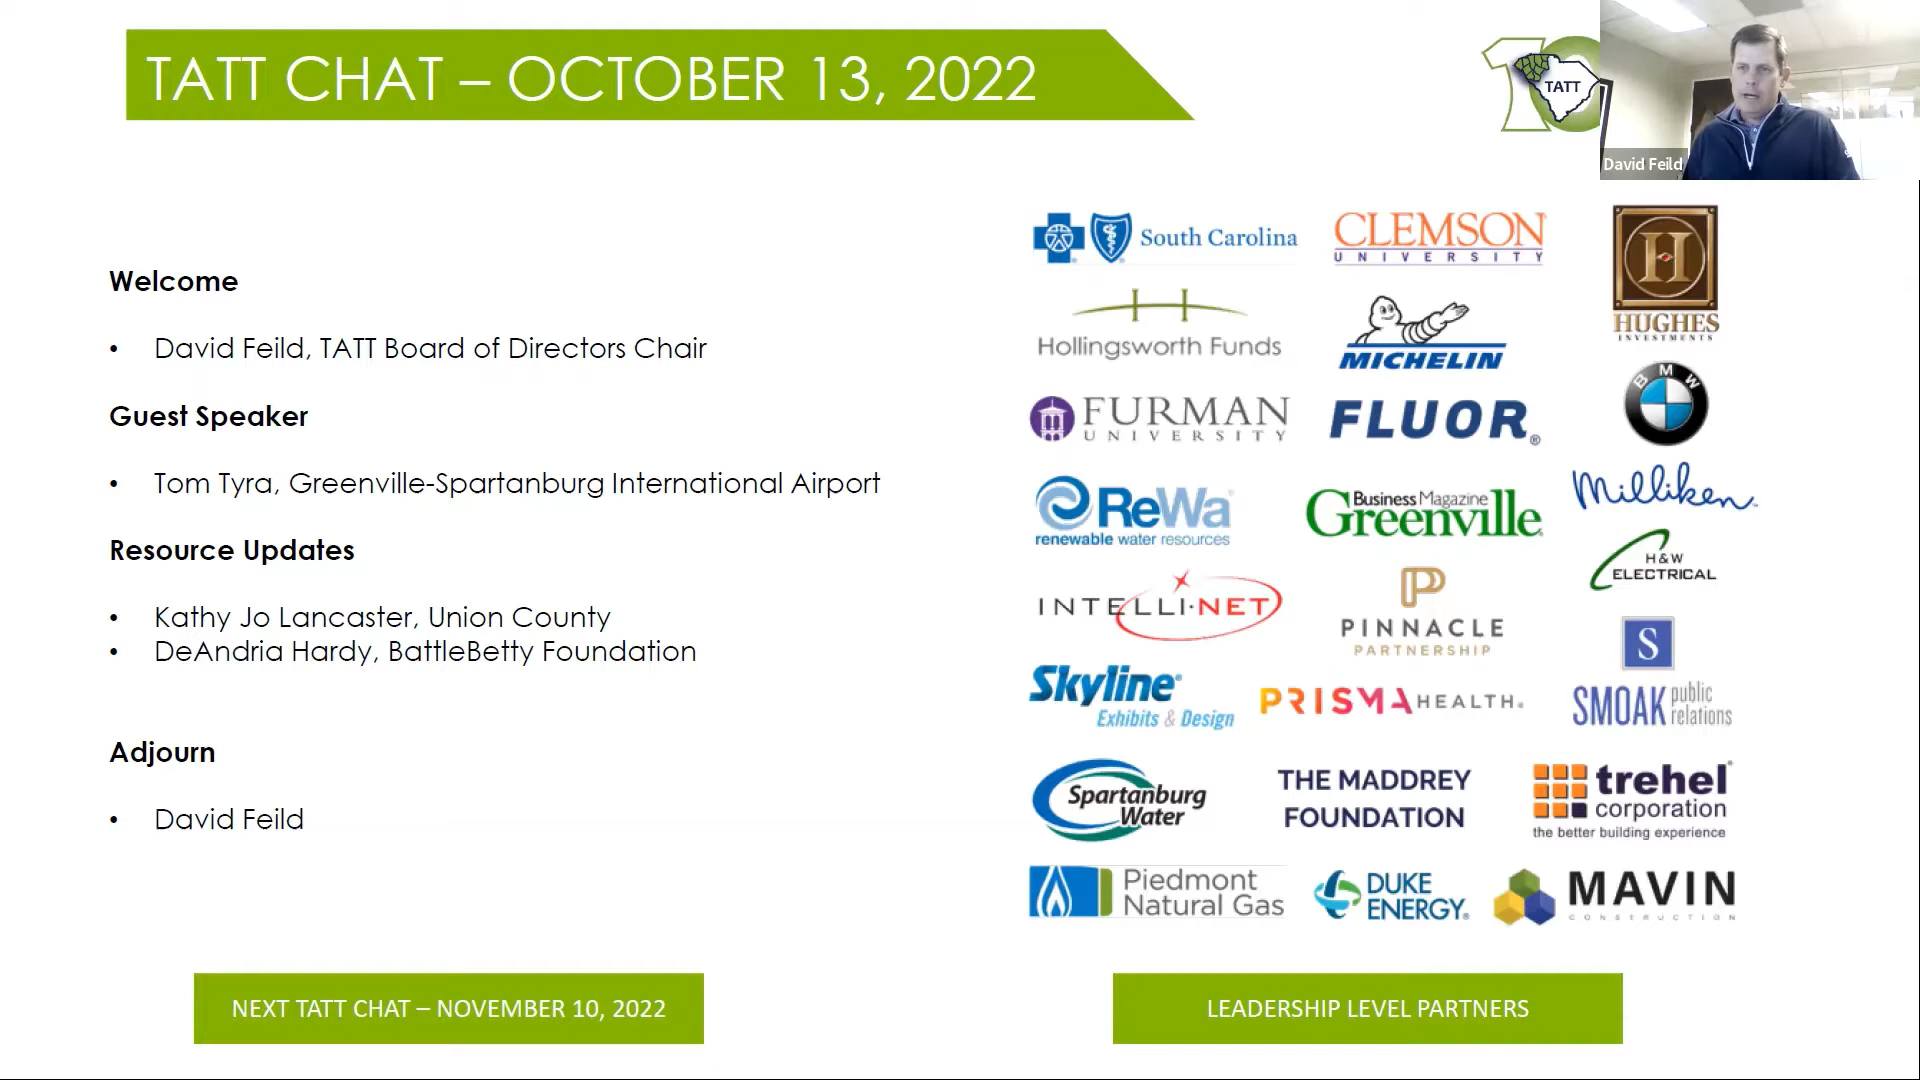 TATT CHAT – OCTOBER 13, 2022
TATT
David Feild
Welcome
• David Feild, TATT Board of Directors Chair
Guest Speaker
• Tom Tyra, Greenville-Spartanburg International Airport
Resource Updates
• Kathy Jo Lancaster, Union County
• DeAndria Hardy, BattleBetty Foundation
Adjourn
• David Feild
South Carolina
CLEMSON
UNIVERSITY
H
HUGHES
INVESTMENTS
Hollingsworth Funds
MICHELIN
BMW
FURMAN
UNIVERSITY
FLUOR®
Milliken
ReWa
renewable water resources
Business Magazine
Greenville
H&W
ELECTRICAL
INTELLI·NET
P
PINNACLE
PARTNERSHIP
S
SMOAK public
relations
Skyline®
Exhibits & Design
PRISMA HEALTH®
Spartanburg
Water
THE MADDREY
FOUNDATION
trehel
corporation
the better building experience
Piedmont
Natural Gas
DUKE
ENERGY®
MAVIN
CONSTRUCTION
NEXT TATT CHAT – NOVEMBER 10, 2022
LEADERSHIP LEVEL PARTNERS